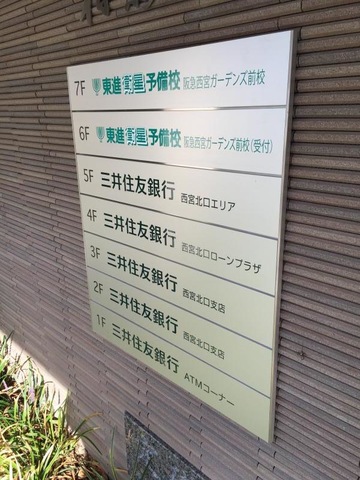 7F 東進衛星予備校 阪急西宮ガーデンズ前校
6F 東進衛星予備校 阪急西宮ガーデンズ前校(受付)
5F 三井住友銀行 西宮北口エリア
4F 三井住友銀行 西宮北口ローンプラザ
3F 三井住友銀行 西宮北口支店
2F 三井住友銀行 西宮北口支店
1F 三井住友銀行 ATMコーナー